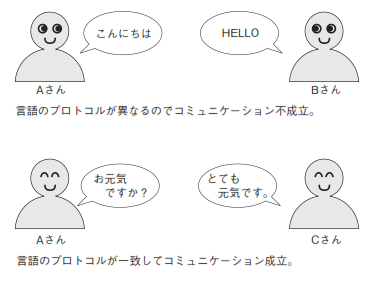 こんにちは
HELLO
Aさん
Bさん
言語のプロトコルが異なるのでコミュニケーション不成立。
お元気
ですか？
とても
元気です。
Aさん
Cさん
言語のプロトコルが一致してコミュニケーション成立。